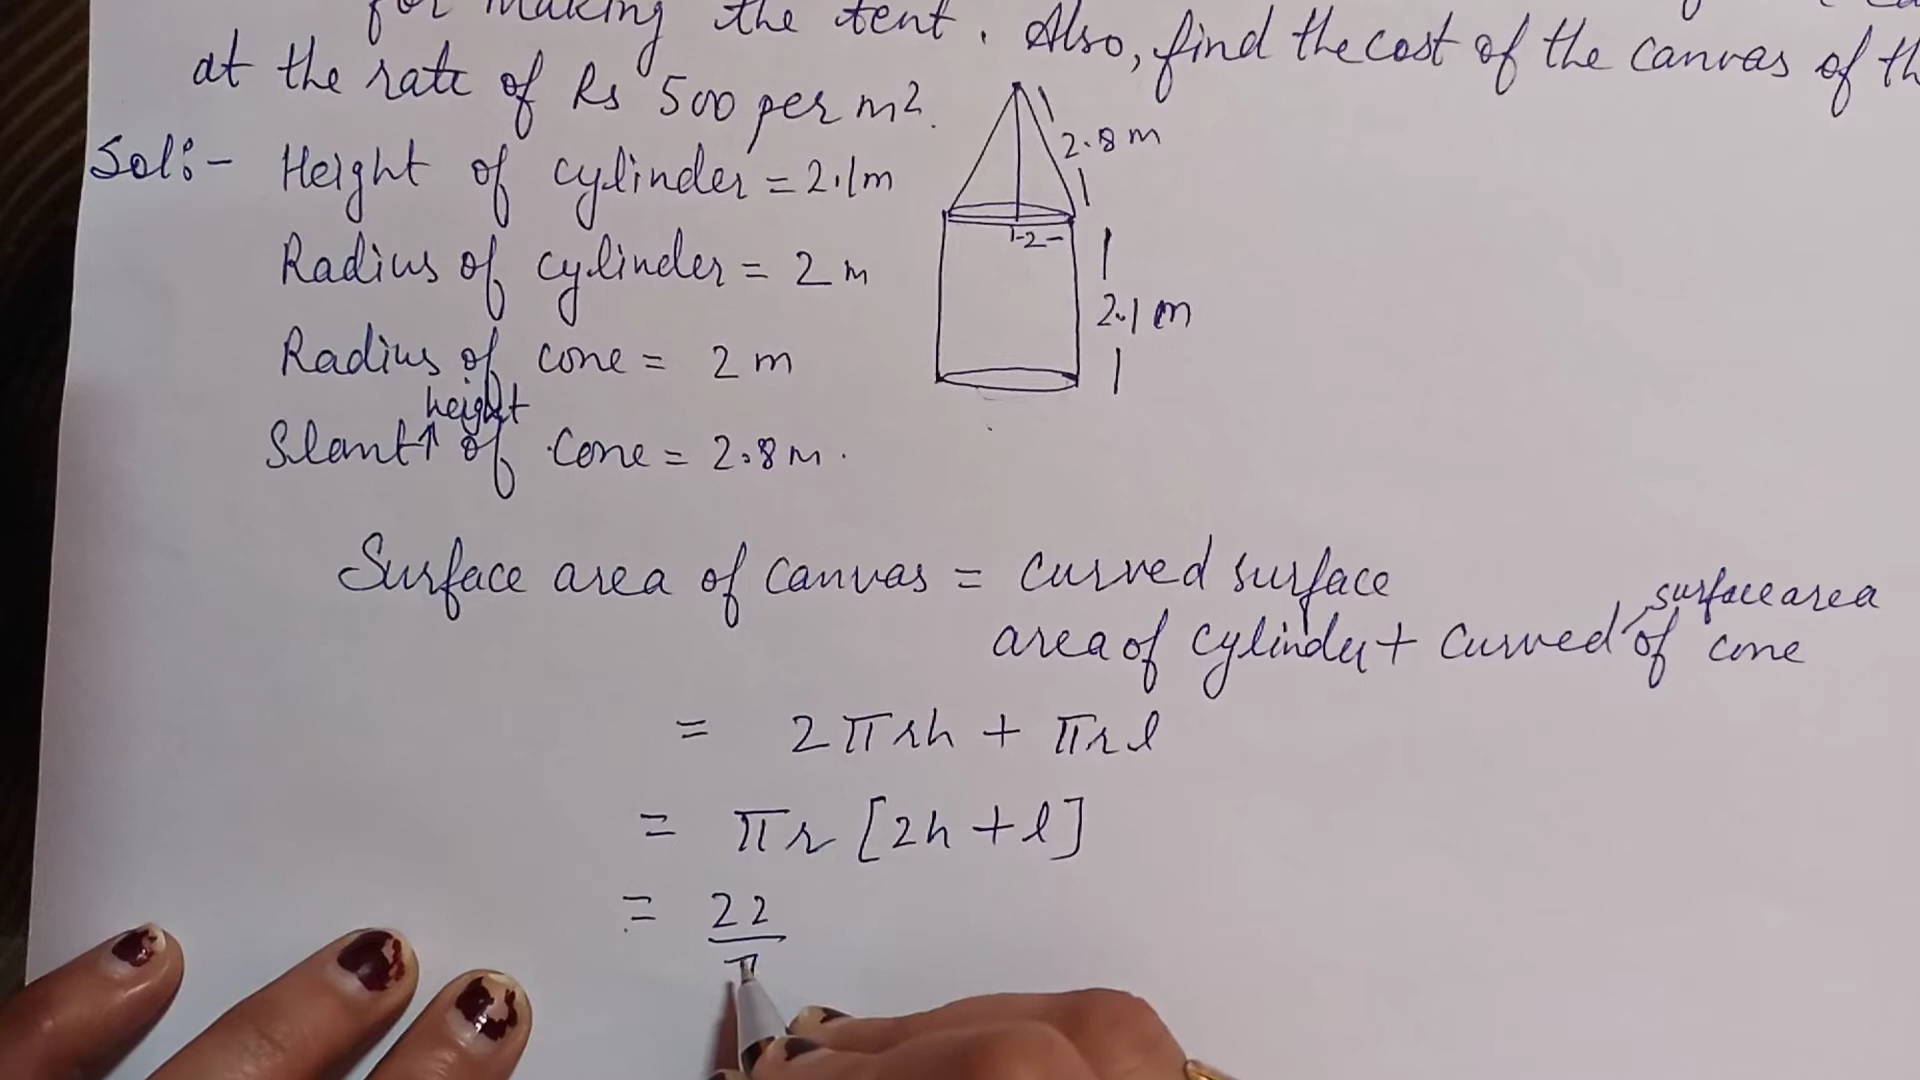 for making the tent. Also, find the cost of the canvas of
at the rate of Rs 500 per m2.
Sol:- Height of cylinder = 2.1m
2.8 m
Radius of cylinder = 2 m
-2-
2.1 m
Radius of cone = 2 m
height
Slant↑ of cone = 2.8m.
Surface area of canvas = curved surface
area of cylinder + curved of cone
surface area
= 2πrh + πrl
= πr [2h + l]
= 22